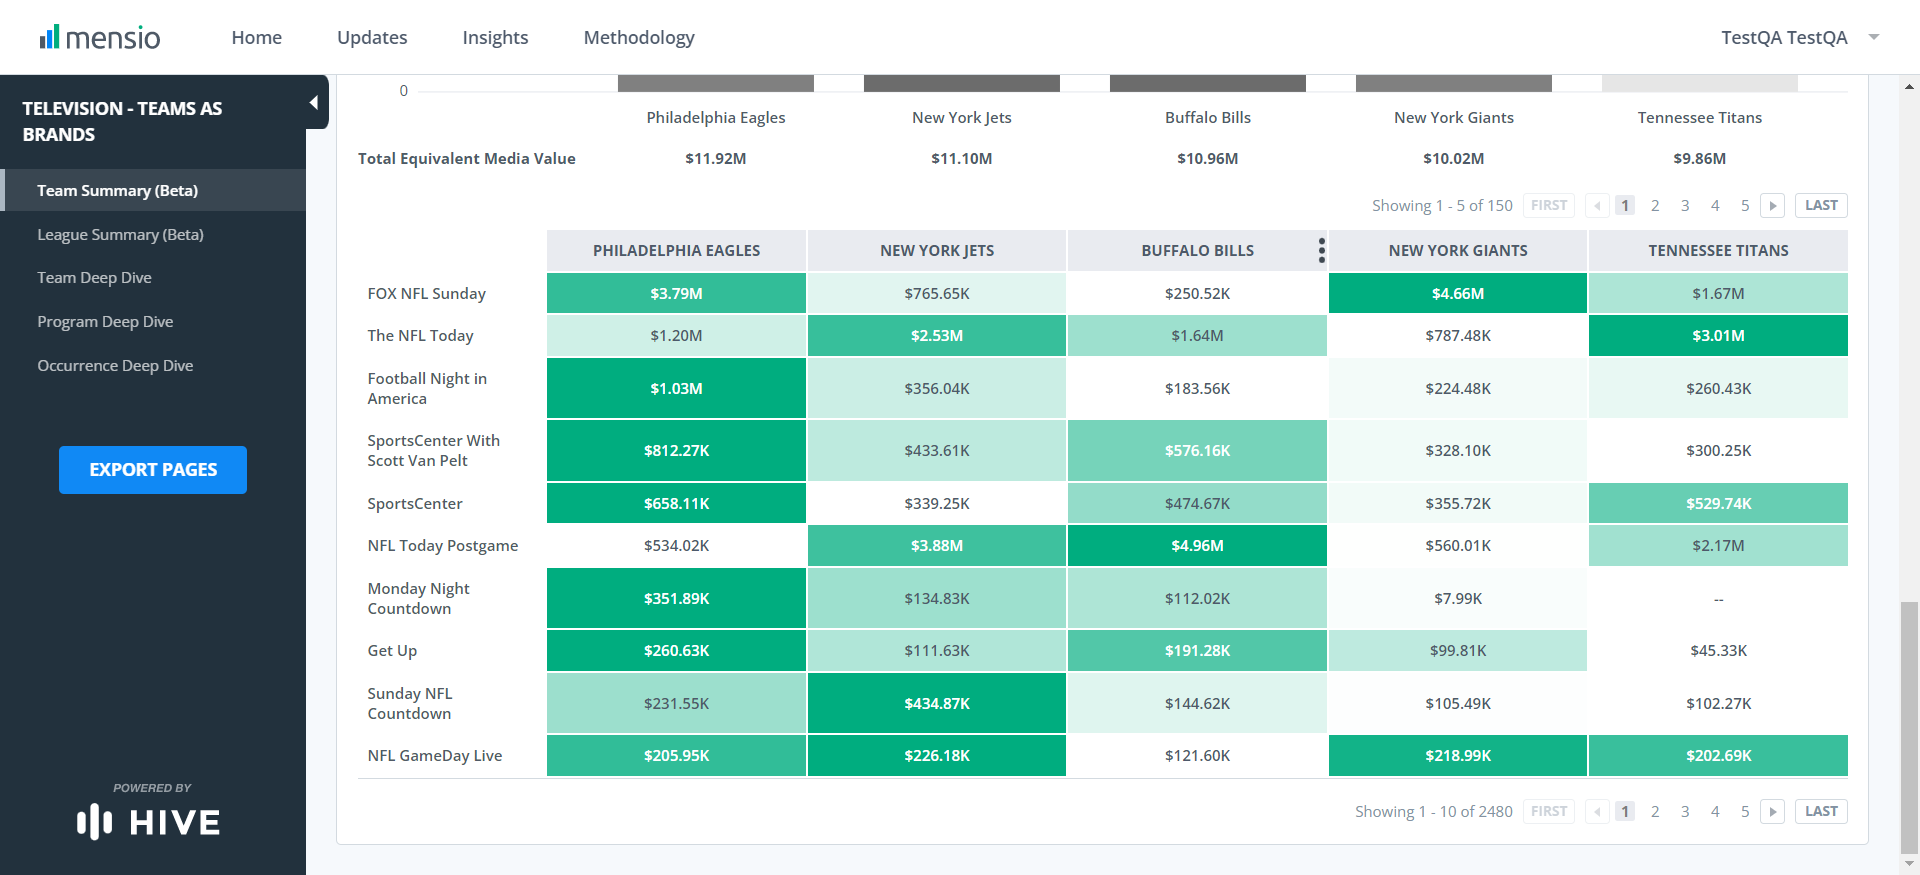 mensio
Home Updates Insights Methodology TestQA TestQA
TELEVISION - TEAMS AS
BRANDS
Team Summary (Beta)
League Summary (Beta)
Team Deep Dive
Program Deep Dive
Occurrence Deep Dive
EXPORT PAGES
POWERED BY
HIVE
0
Philadelphia Eagles New York Jets Buffalo Bills New York Giants Tennessee Titans
Total Equivalent Media Value $11.92M $11.10M $10.96M $10.02M $9.86M
Showing 1 - 5 of 150 FIRST 1 2 3 4 5 LAST
PHILADELPHIA EAGLES NEW YORK JETS BUFFALO BILLS NEW YORK GIANTS TENNESSEE TITANS
FOX NFL Sunday $3.79M $765.65K $250.52K $4.66M $1.67M
The NFL Today $1.20M $2.53M $1.64M $787.48K $3.01M
Football Night in
America $1.03M $356.04K $183.56K $224.48K $260.43K
SportsCenter With
Scott Van Pelt $812.27K $433.61K $576.16K $328.10K $300.25K
SportsCenter $658.11K $339.25K $474.67K $355.72K $529.74K
NFL Today Postgame $534.02K $3.88M $4.96M $560.01K $2.17M
Monday Night
Countdown $351.89K $134.83K $112.02K $7.99K --
Get Up $260.63K $111.63K $191.28K $99.81K $45.33K
Sunday NFL
Countdown $231.55K $434.87K $144.62K $105.49K $102.27K
NFL GameDay Live $205.95K $226.18K $121.60K $218.99K $202.69K
Showing 1 - 10 of 2480 FIRST 1 2 3 4 5 LAST